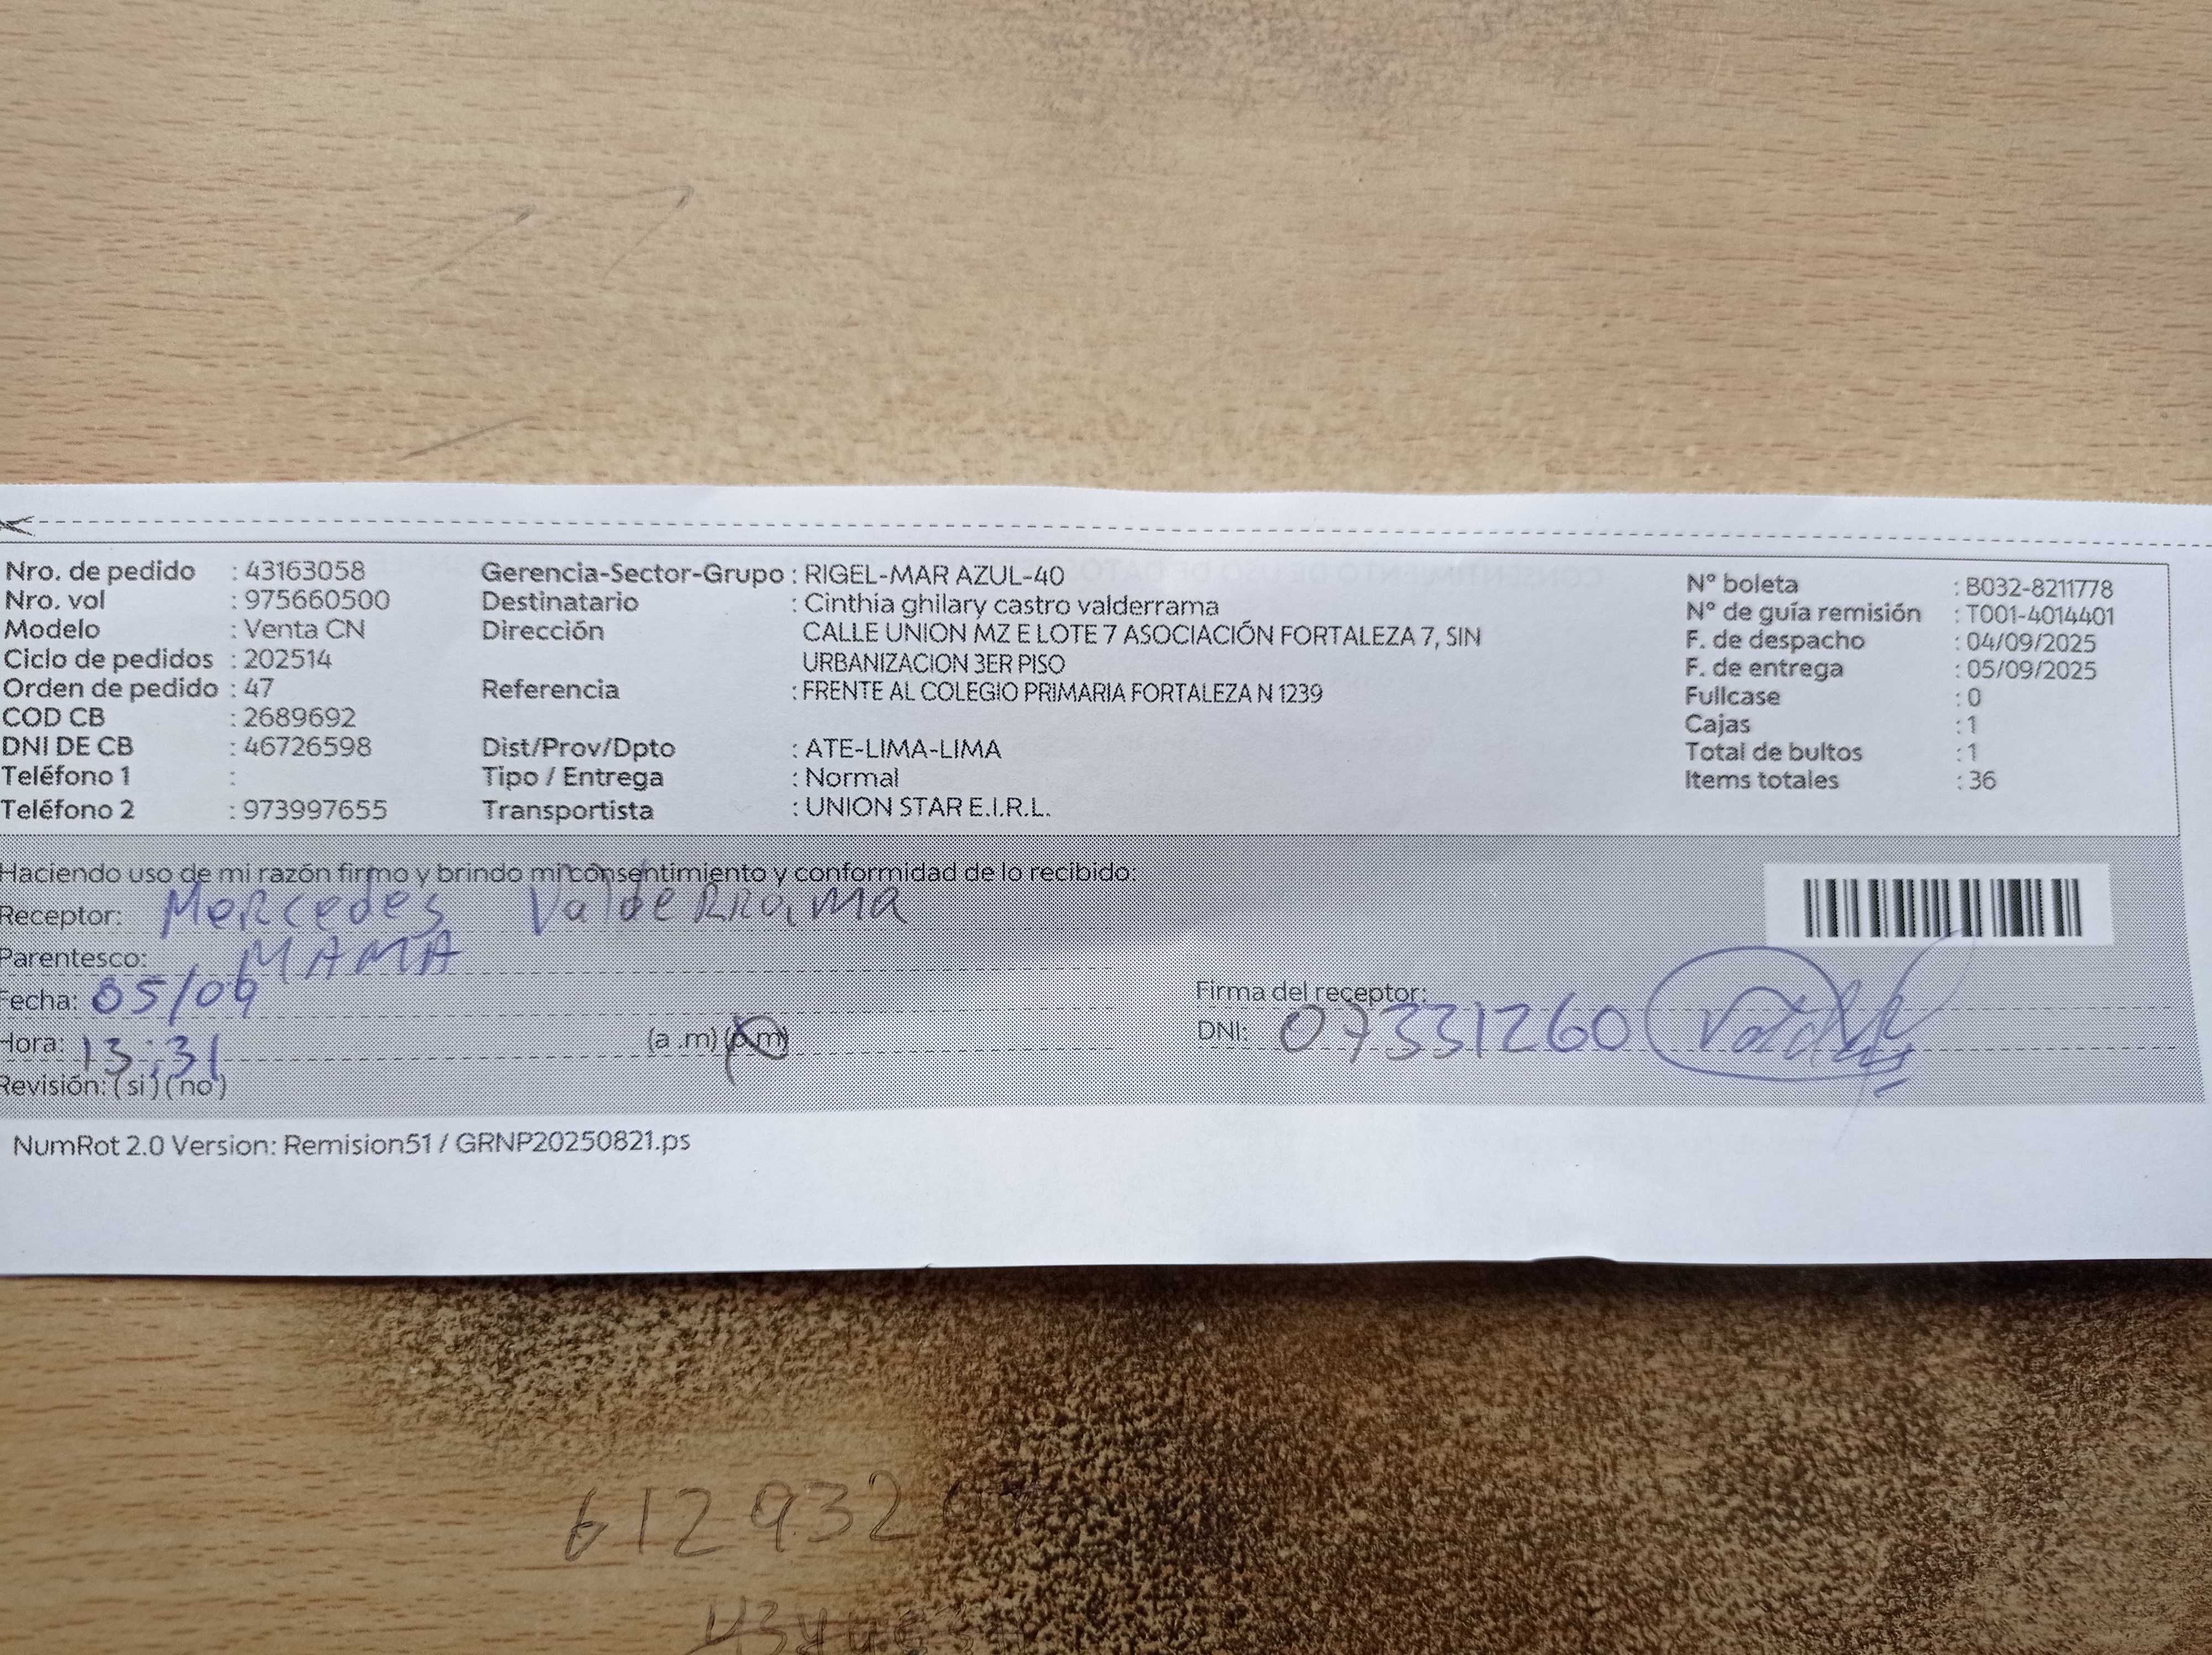 Nro. de pedido : 43163058
Nro. vol : 975660500
Modelo : Venta CN
Ciclo de pedidos : 202514
Orden de pedido : 47
COD CB : 2689692
DNI DE CB : 46726598
Teléfono 1 :
Teléfono 2 : 973997655
Gerencia-Sector-Grupo : RIGEL-MAR AZUL-40
Destinatario : Cinthia ghilary castro valderrama
Dirección CALLE UNION MZ E LOTE 7 ASOCIACIÓN FORTALEZA 7, SIN
URBANIZACION 3ER PISO
Referencia : FRENTE AL COLEGIO PRIMARIA FORTALEZA N 1239
Dist/Prov/Dpto : ATE-LIMA-LIMA
Tipo / Entrega : Normal
Transportista : UNION STAR E.I.R.L.
N° boleta : B032-8211778
N° de guía remisión : T001-4014401
F. de despacho : 04/09/2025
F. de entrega : 05/09/2025
Fullcase : 0
Cajas : 1
Total de bultos : 1
Items totales : 36
Haciendo uso de mi razón firmo y brindo mi consentimiento y conformidad de lo recibido:
Receptor: Mercedes Valderrama
Parentesco: MAMA
Fecha: 05/09
Hora: 13:31 (a .m) (p.m)
Revisión: ( si ) ( no )
Firma del receptor:
DNI: 07331260
NumRot 2.0 Version: Remision51 / GRNP20250821.ps
612932